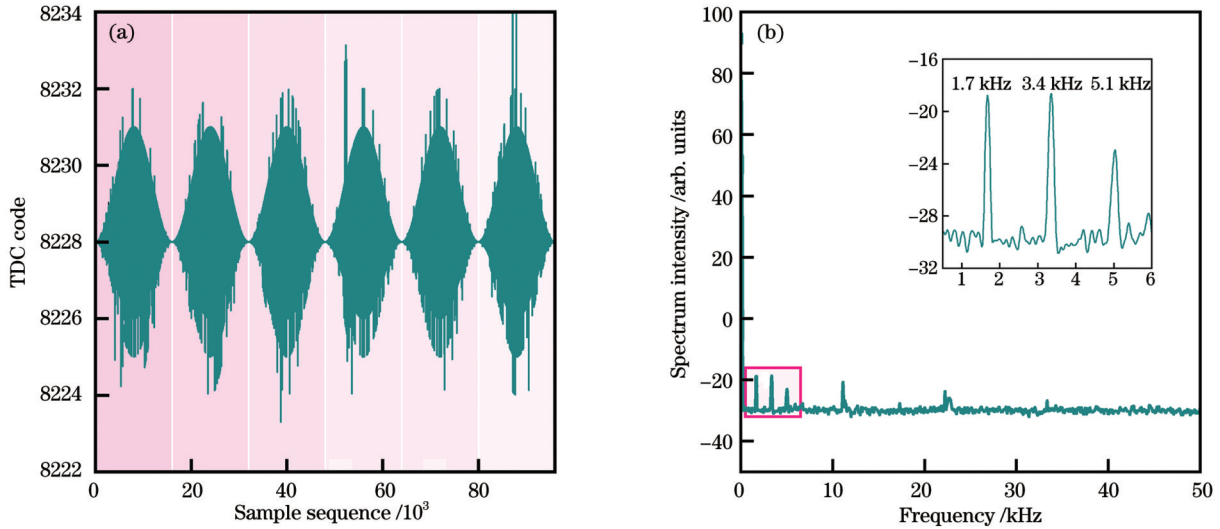 (a)
TDC code
8234
8232
8230
8228
8226
8224
8222
0 20 40 60 80
Sample sequence /10³
(b)
Spectrum intensity /arb. units
100
80
60
40
20
0
−20
−40
0 10 20 30 40 50
Frequency /kHz
−16
−20
−24
−28
−32
1.7 kHz 3.4 kHz 5.1 kHz
1 2 3 4 5 6